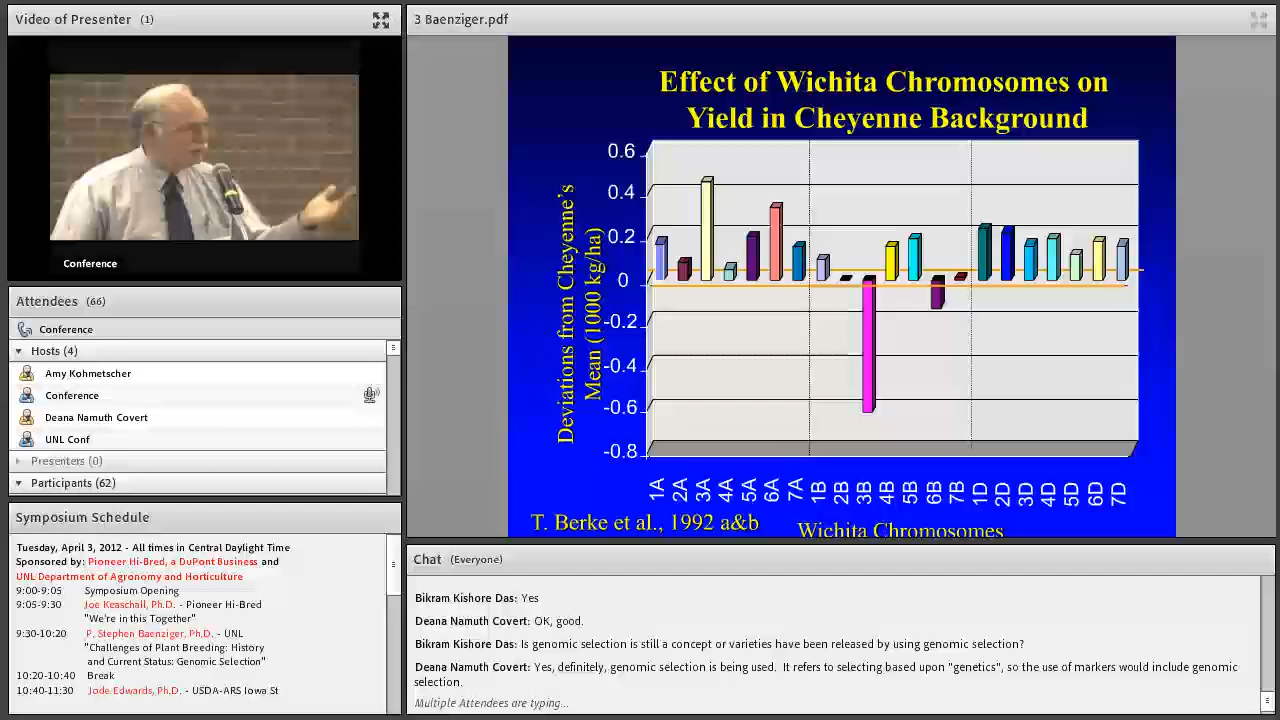 Video of Presenter (1)
Conference
Attendees (66)
Conference
Hosts (4)
Amy Kohmetscher
Conference
Deana Namuth Covert
UNL Conf
Presenters (0)
Participants (62)
Symposium Schedule
Tuesday, April 3, 2012 - All times in Central Daylight Time
Sponsored by: Pioneer Hi-Bred, a DuPont Business and
UNL Department of Agronomy and Horticulture
9:00-9:05 Symposium Opening
9:05-9:30 Joe Keaschall, Ph.D. - Pioneer Hi-Bred
"We're in this Together"
9:30-10:20 P. Stephen Baenziger, Ph.D. - UNL
"Challenges of Plant Breeding: History
and Current Status: Genomic Selection"
10:20-10:40 Break
10:40-11:30 Jode Edwards, Ph.D. - USDA-ARS Iowa St
3 Baenziger.pdf
Effect of Wichita Chromosomes on
Yield in Cheyenne Background
Deviations from Cheyenne's
Mean (1000 kg/ha)
0.6
0.4
0.2
0
-0.2
-0.4
-0.6
-0.8
1A 2A 3A 4A 5A 6A 7A 1B 2B 3B 4B 5B 6B 7B 1D 2D 3D 4D 5D 6D 7D
T. Berke et al., 1992 a&b
Wichita Chromosomes
Chat (Everyone)
Bikram Kishore Das: Yes
Deana Namuth Covert: OK, good.
Bikram Kishore Das: Is genomic selection is still a concept or varieties have been released by using genomic selection?
Deana Namuth Covert: Yes, definitely, genomic selection is being used. It refers to selecting based upon "genetics", so the use of markers would include genomic
selection.
Multiple Attendees are typing...